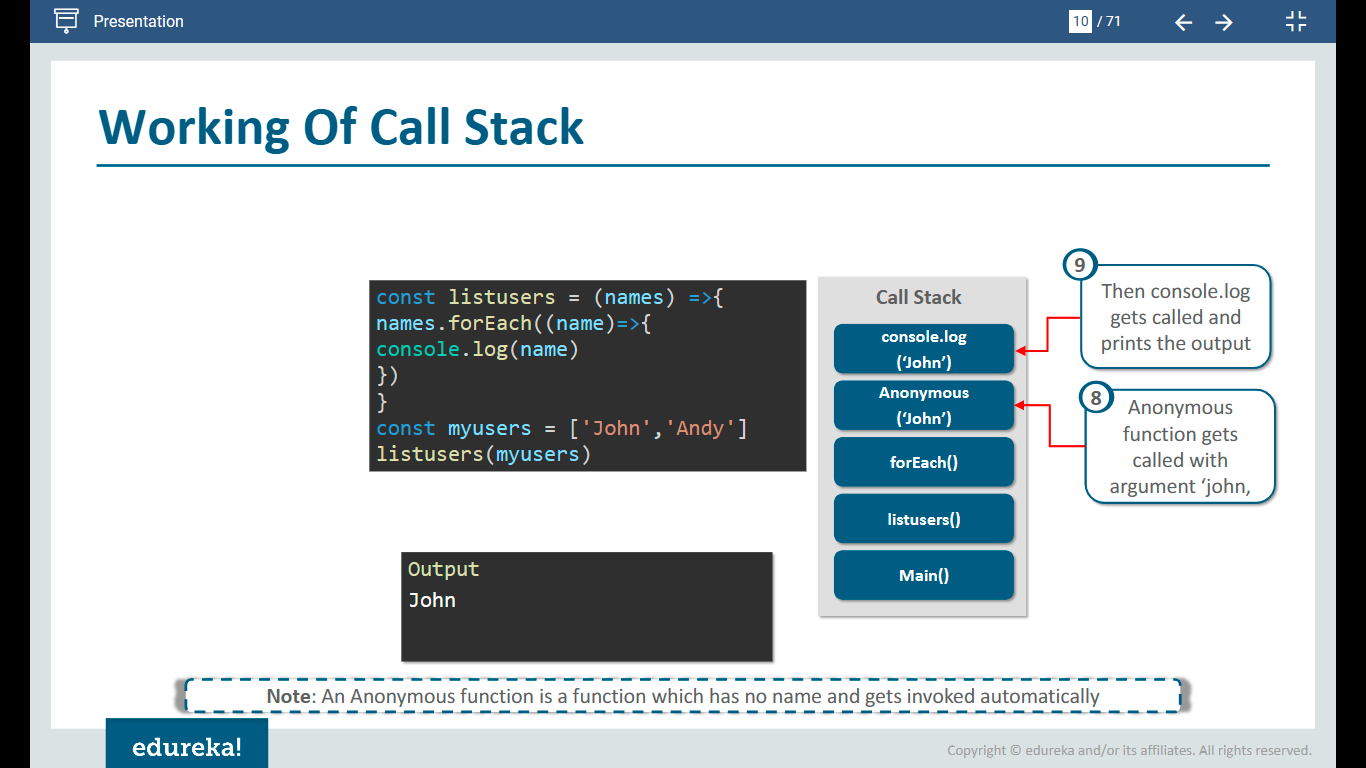 Presentation
10 / 71
Working Of Call Stack
const listusers = (names) =>{
names.forEach((name)=>{
console.log(name)
})
}
const myusers = ['John','Andy']
listusers(myusers)
Output
John
Call Stack
console.log
(‘John’)
Anonymous
(‘John’)
forEach()
listusers()
Main()
9
Then console.log
gets called and
prints the output
8
Anonymous
function gets
called with
argument ‘john,
Note: An Anonymous function is a function which has no name and gets invoked automatically
edureka!
Copyright © edureka and/or its affiliates. All rights reserved.